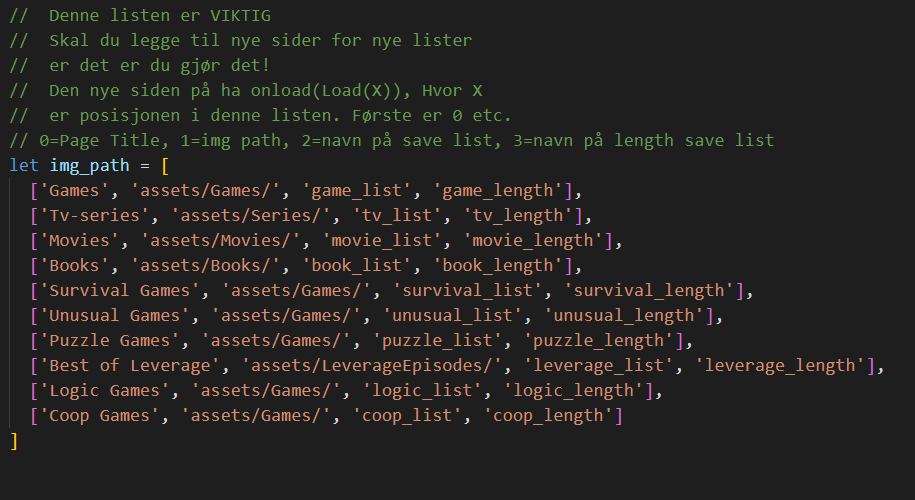 //  Denne listen er VIKTIG
//  Skal du legge til nye sider for nye lister
//  er det er du gjør det!
//  Den nye siden på ha onload(Load(X)), Hvor X
//  er posisjonen i denne listen. Første er 0 etc.
// 0=Page Title, 1=img path, 2=navn på save list, 3=navn på length save list
let img_path = [
  ['Games', 'assets/Games/', 'game_list', 'game_length'],
  ['Tv-series', 'assets/Series/', 'tv_list', 'tv_length'],
  ['Movies', 'assets/Movies/', 'movie_list', 'movie_length'],
  ['Books', 'assets/Books/', 'book_list', 'book_length'],
  ['Survival Games', 'assets/Games/', 'survival_list', 'survival_length'],
  ['Unusual Games', 'assets/Games/', 'unusual_list', 'unusual_length'],
  ['Puzzle Games', 'assets/Games/', 'puzzle_list', 'puzzle_length'],
  ['Best of Leverage', 'assets/LeverageEpisodes/', 'leverage_list', 'leverage_length'],
  ['Logic Games', 'assets/Games/', 'logic_list', 'logic_length'],
  ['Coop Games', 'assets/Games/', 'coop_list', 'coop_length']
]